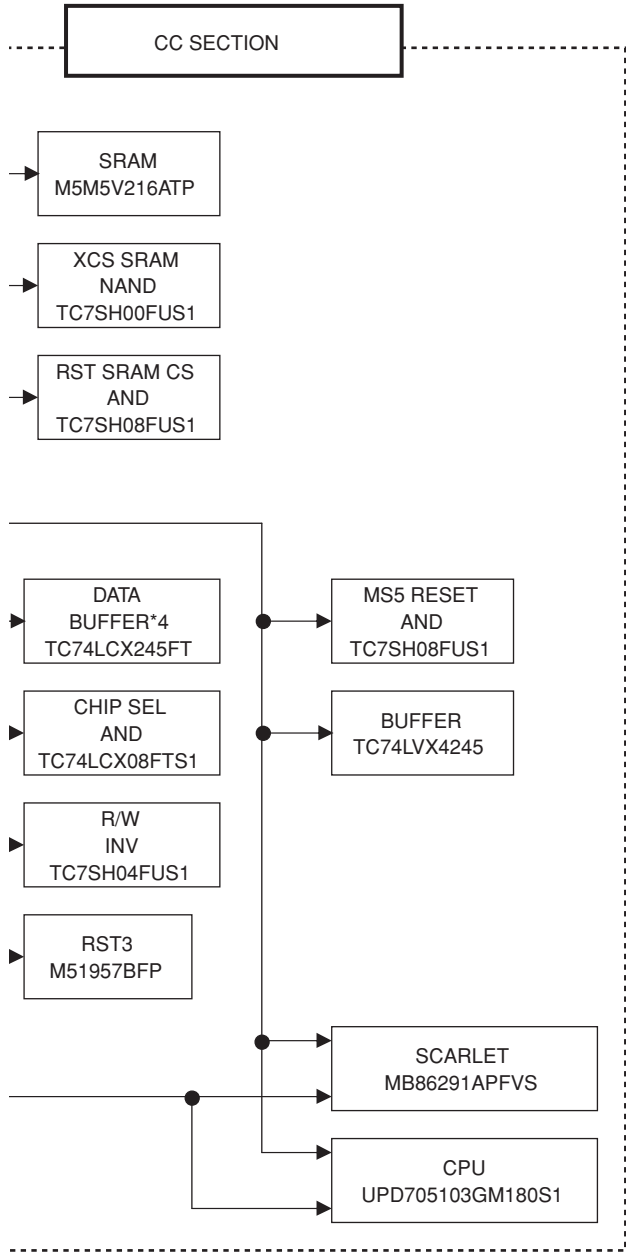 CC SECTION
SRAM
M5M5V216ATP
XCS SRAM
NAND
TC7SH00FUS1
RST SRAM CS
AND
TC7SH08FUS1
DATA
BUFFER*4
TC74LCX245FT
MS5 RESET
AND
TC7SH08FUS1
CHIP SEL
AND
TC74LCX08FTS1
BUFFER
TC74LVX4245
R/W
INV
TC7SH04FUS1
RST3
M51957BFP
SCARLET
MB86291APFVS
CPU
UPD705103GM180S1